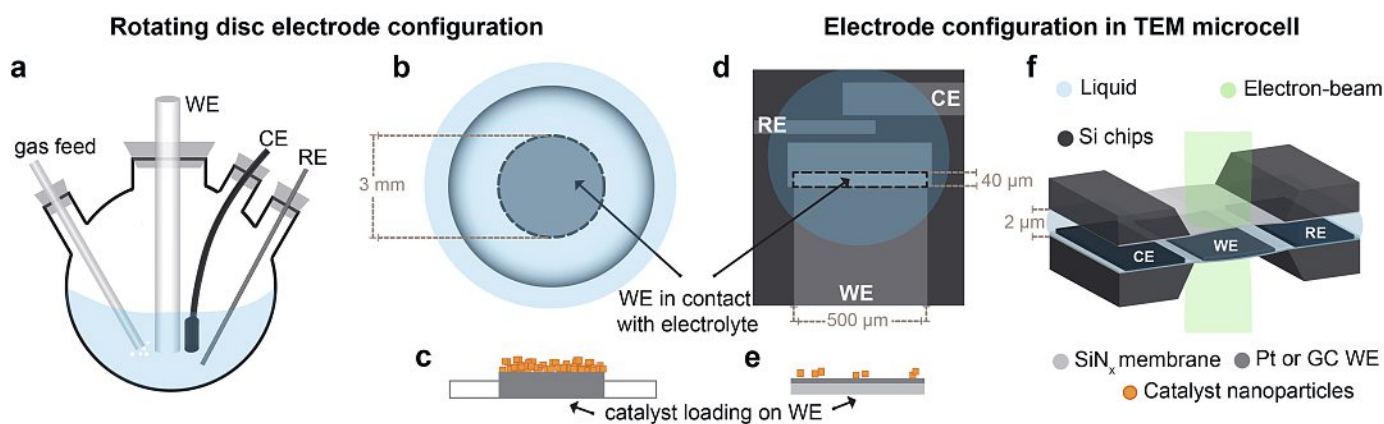 Rotating disc electrode configuration
Electrode configuration in TEM microcell
a
WE
CE
RE
gas feed
b
3 mm
d
CE
RE
40 µm
WE
500 µm
WE in contact
with electrolyte
f
Liquid
Electron-beam
Si chips
2 µm
CE
WE
RE
c
e
catalyst loading on WE
SiNx membrane
Pt or GC WE
Catalyst nanoparticles